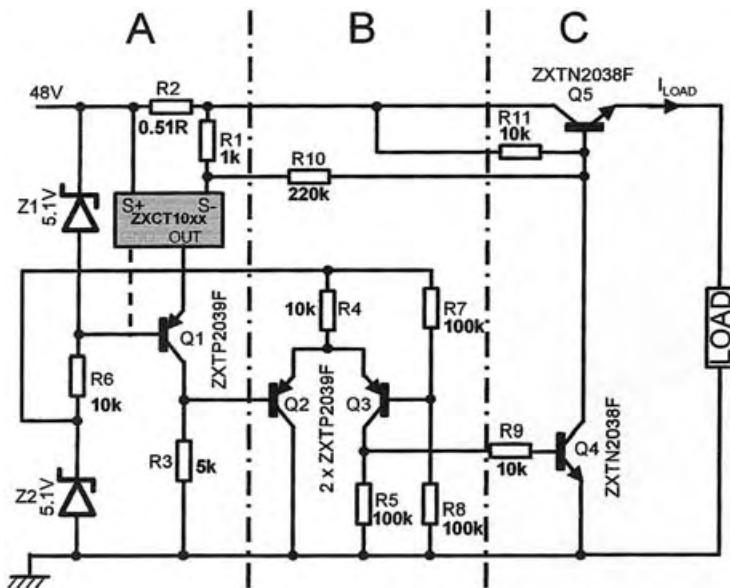 A
B
C
ZXTN2038F
48V
R2
Q5
I LOAD
0.51R
R11
10k
R1
1k
R10
220k
Z1
5.1V
S+ S-
ZXCT10xx
OUT
10k
R4
R7
100k
Q1
ZXTP2039F
LOAD
R6
10k
Q2
2 x ZXTP2039F
Q3
R9
10k
Q4
ZXTN2038F
R3
5k
Z2
5.1V
R5
100k
R8
100k